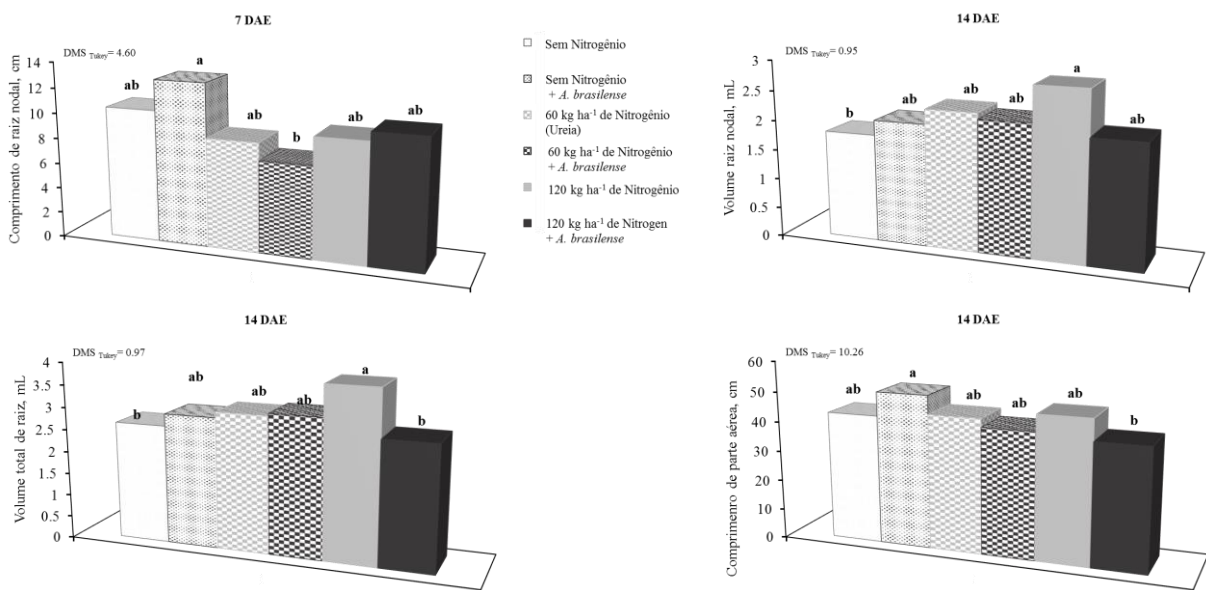 7 DAE
DMS Tukey= 4.60
Comprimento de raiz nodal, cm
14
12
10
8
6
4
2
0
ab
a
ab
b
ab
ab
Sem Nitrogênio
Sem Nitrogênio
+ A. brasilense
60 kg ha⁻¹ de Nitrogênio
(Ureia)
60 kg ha⁻¹ de Nitrogênio
+ A. brasilense
120 kg ha⁻¹ de Nitrogênio
120 kg ha⁻¹ de Nitrogen
+ A. brasilense
14 DAE
DMS Tukey= 0.95
Volume raiz nodal, mL
3
2.5
2
1.5
1
0.5
0
b
ab
ab
ab
a
ab
14 DAE
DMS Tukey= 0.97
Volume total de raiz, mL
4
3.5
3
2.5
2
1.5
1
0.5
0
b
ab
ab
ab
a
b
14 DAE
DMS Tukey= 10.26
Comprimenro de parte aérea, cm
60
50
40
30
20
10
0
ab
a
ab
ab
ab
b